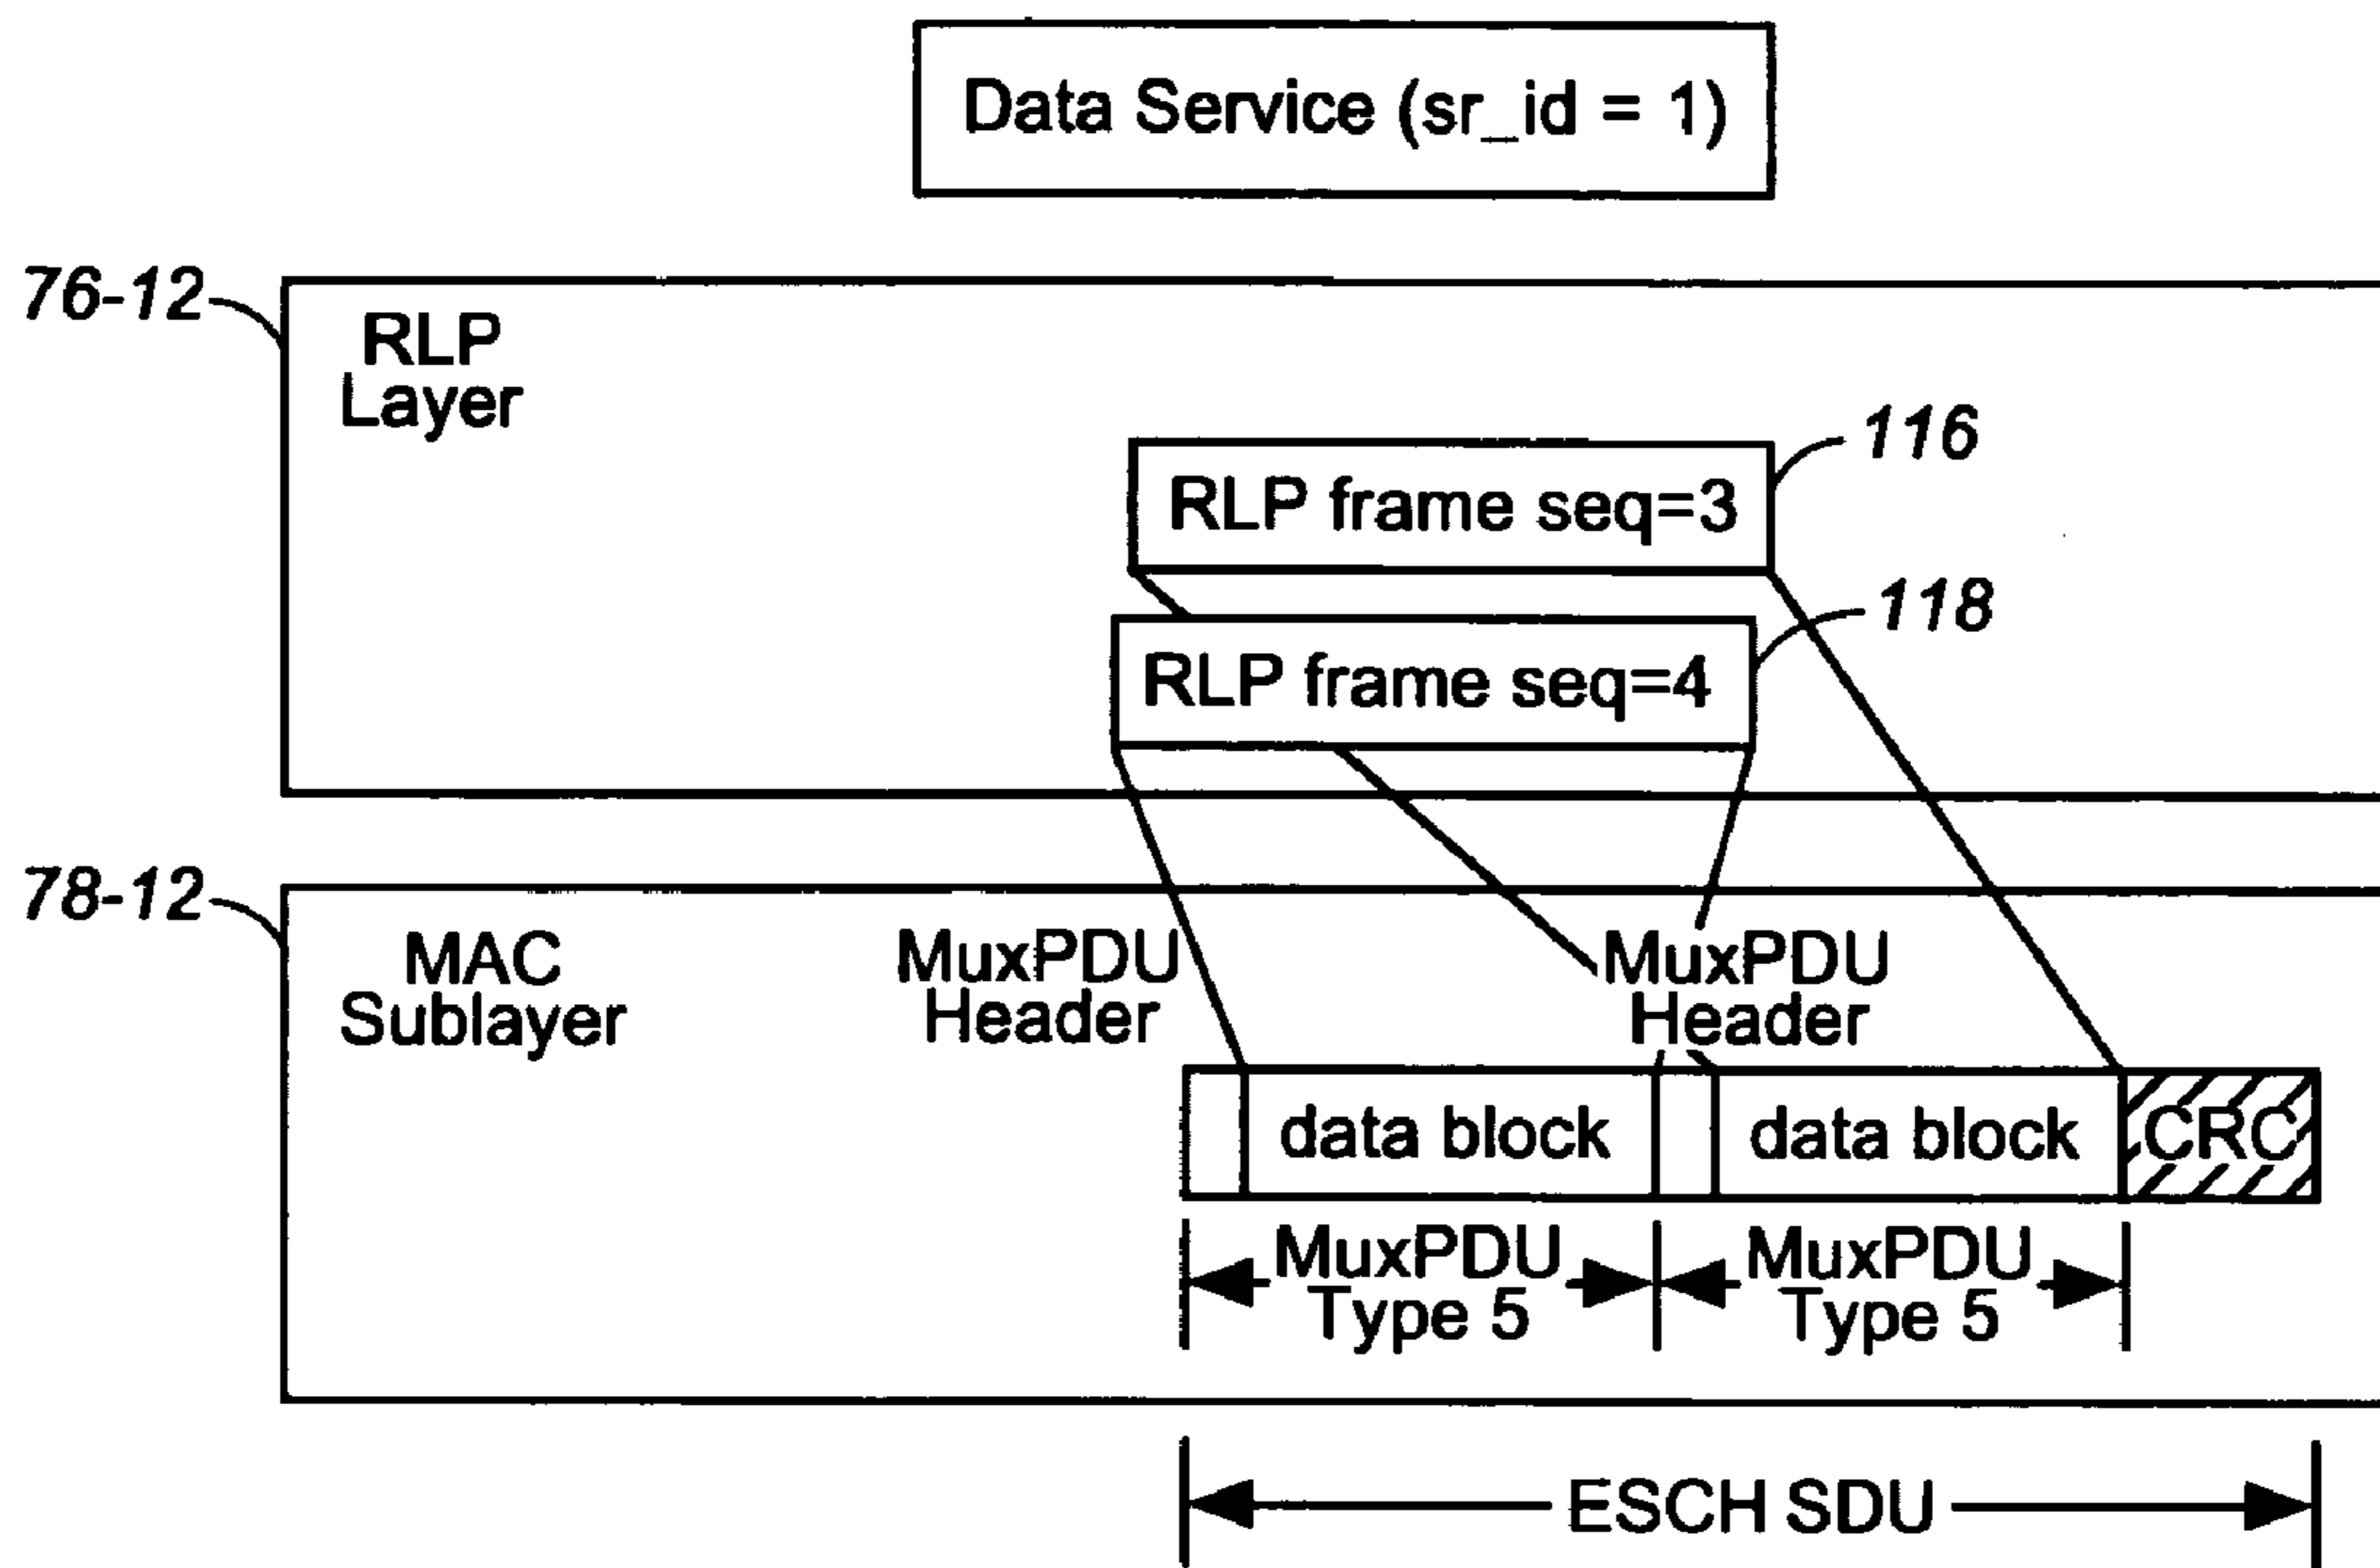 Data Service (sr_id = 1)
76-12
RLP
Layer
116
RLP frame seq=3
118
RLP frame seq=4
78-12
MAC
Sublayer
MuxPDU
Header
MuxPDU
Header
data block
data block
CRC
MuxPDU
Type 5
MuxPDU
Type 5
ESCH SDU